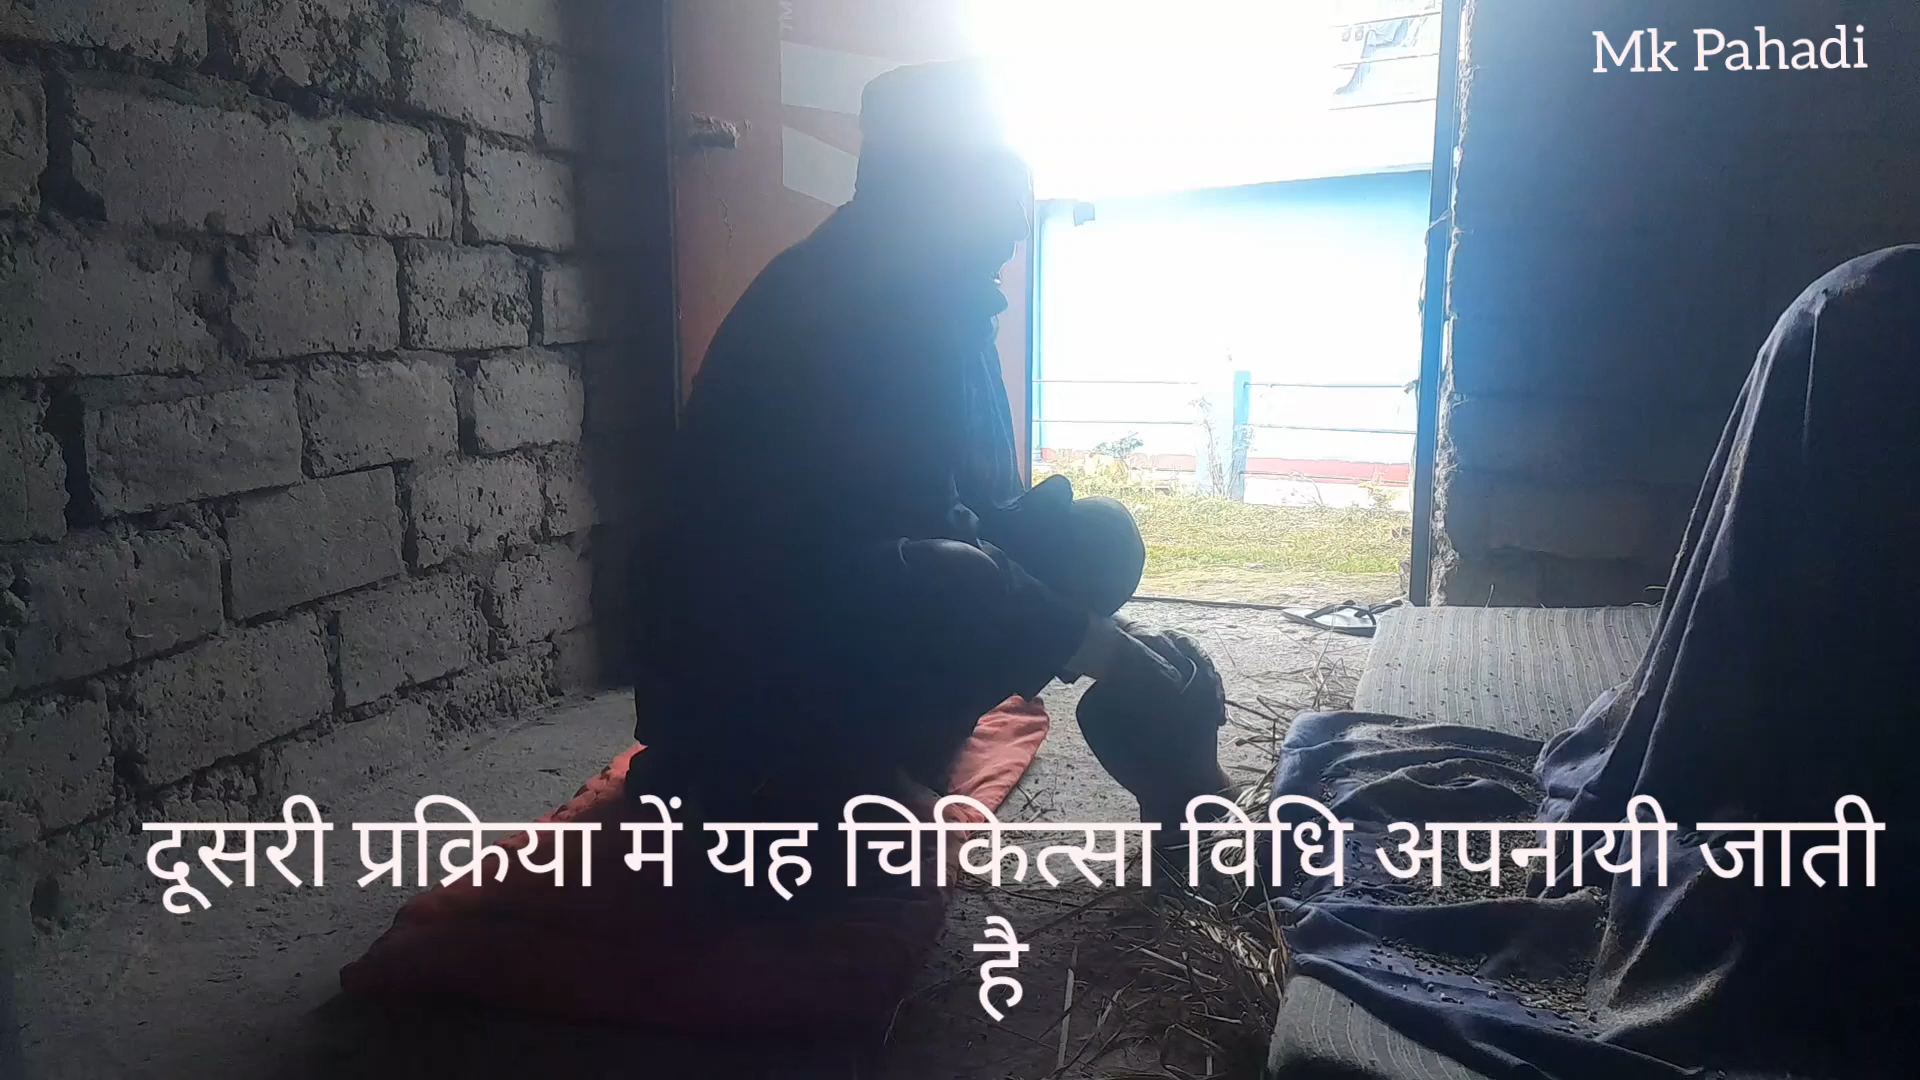 Mk Pahadi
दूसरी प्रक्रिया में यह चिकित्सा विधि अपनायी जाती
है